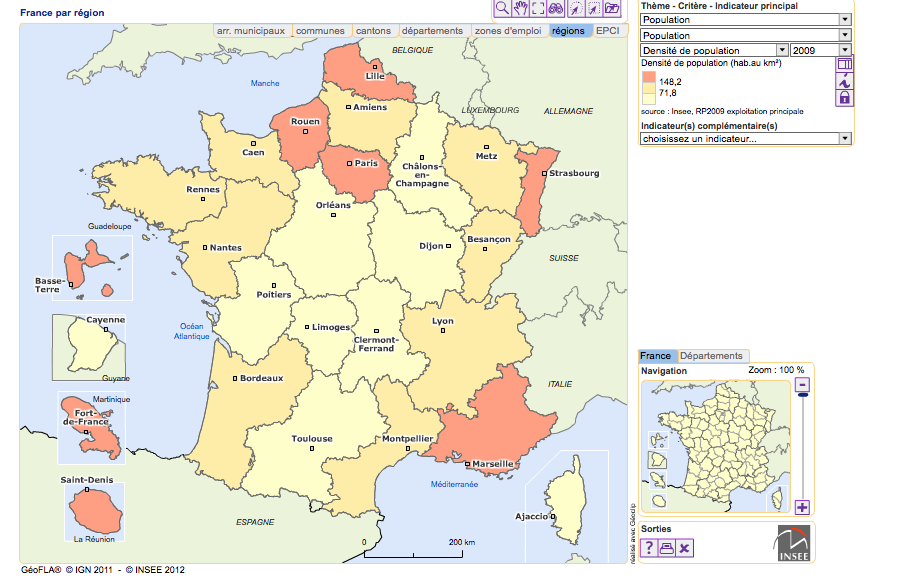 France par région
arr. municipaux
communes
cantons
départements
zones d'emploi
régions
EPCI
BELGIQUE
Manche
Lille
LUXEMBOURG
ALLEMAGNE
Amiens
Rouen
Caen
Paris
Châlons-
en-
Champagne
Metz
Strasbourg
Rennes
Orléans
Guadeloupe
Nantes
Dijon
Besançon
SUISSE
Basse-
Terre
Poitiers
Cayenne
Océan
Atlantique
Limoges
Clermont-
Ferrand
Lyon
Guyane
Bordeaux
ITALIE
Martinique
Fort-
de-France
Toulouse
Montpellier
Marseille
Saint-Denis
Méditerranée
La Réunion
ESPAGNE
Ajaccio
0
200 km
réalisé avec Géoclip
GéoFLA® © IGN 2011 - © INSEE 2012
Thème - Critère - Indicateur principal
Population
Population
Densité de population
2009
Densité de population (hab.au km²)
148,2
71,8
source : Insee, RP2009 exploitation principale
Indicateur(s) complémentaire(s)
choisissez un indicateur...
France
Départements
Navigation
Zoom : 100 %
Sorties
?
INSEE